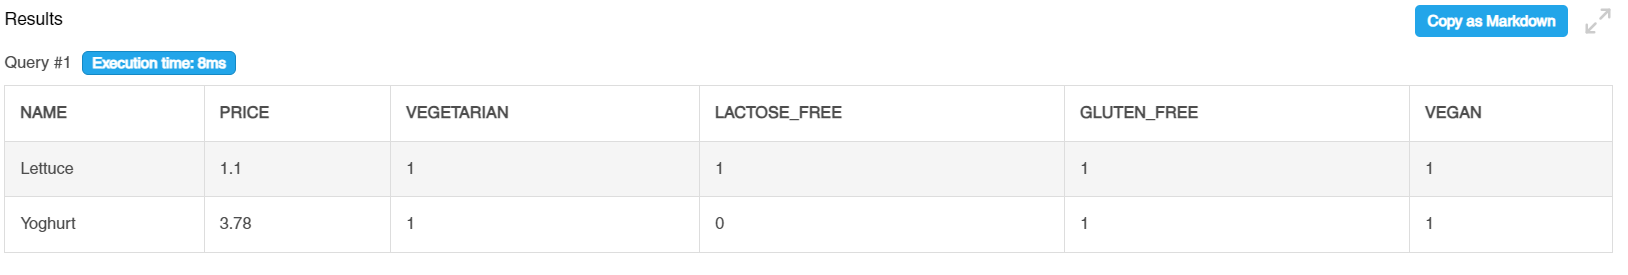 Results
Copy as Markdown
Query #1 Execution time: 8ms
NAME PRICE VEGETARIAN LACTOSE_FREE GLUTEN_FREE VEGAN
Lettuce 1.1 1 1 1 1
Yoghurt 3.78 1 0 1 1